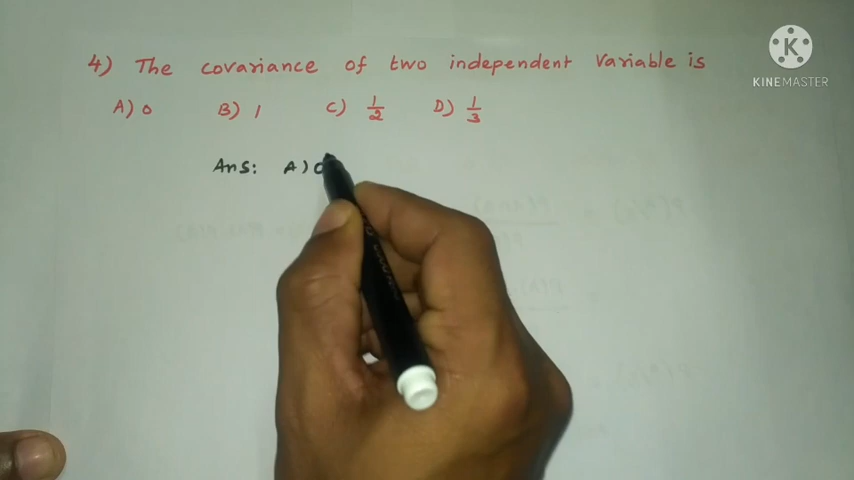 4) The covariance of two independent variable is
A) 0 B) 1 C) 1/2 D) 1/3
Ans: A) 0
K
KINEMASTER